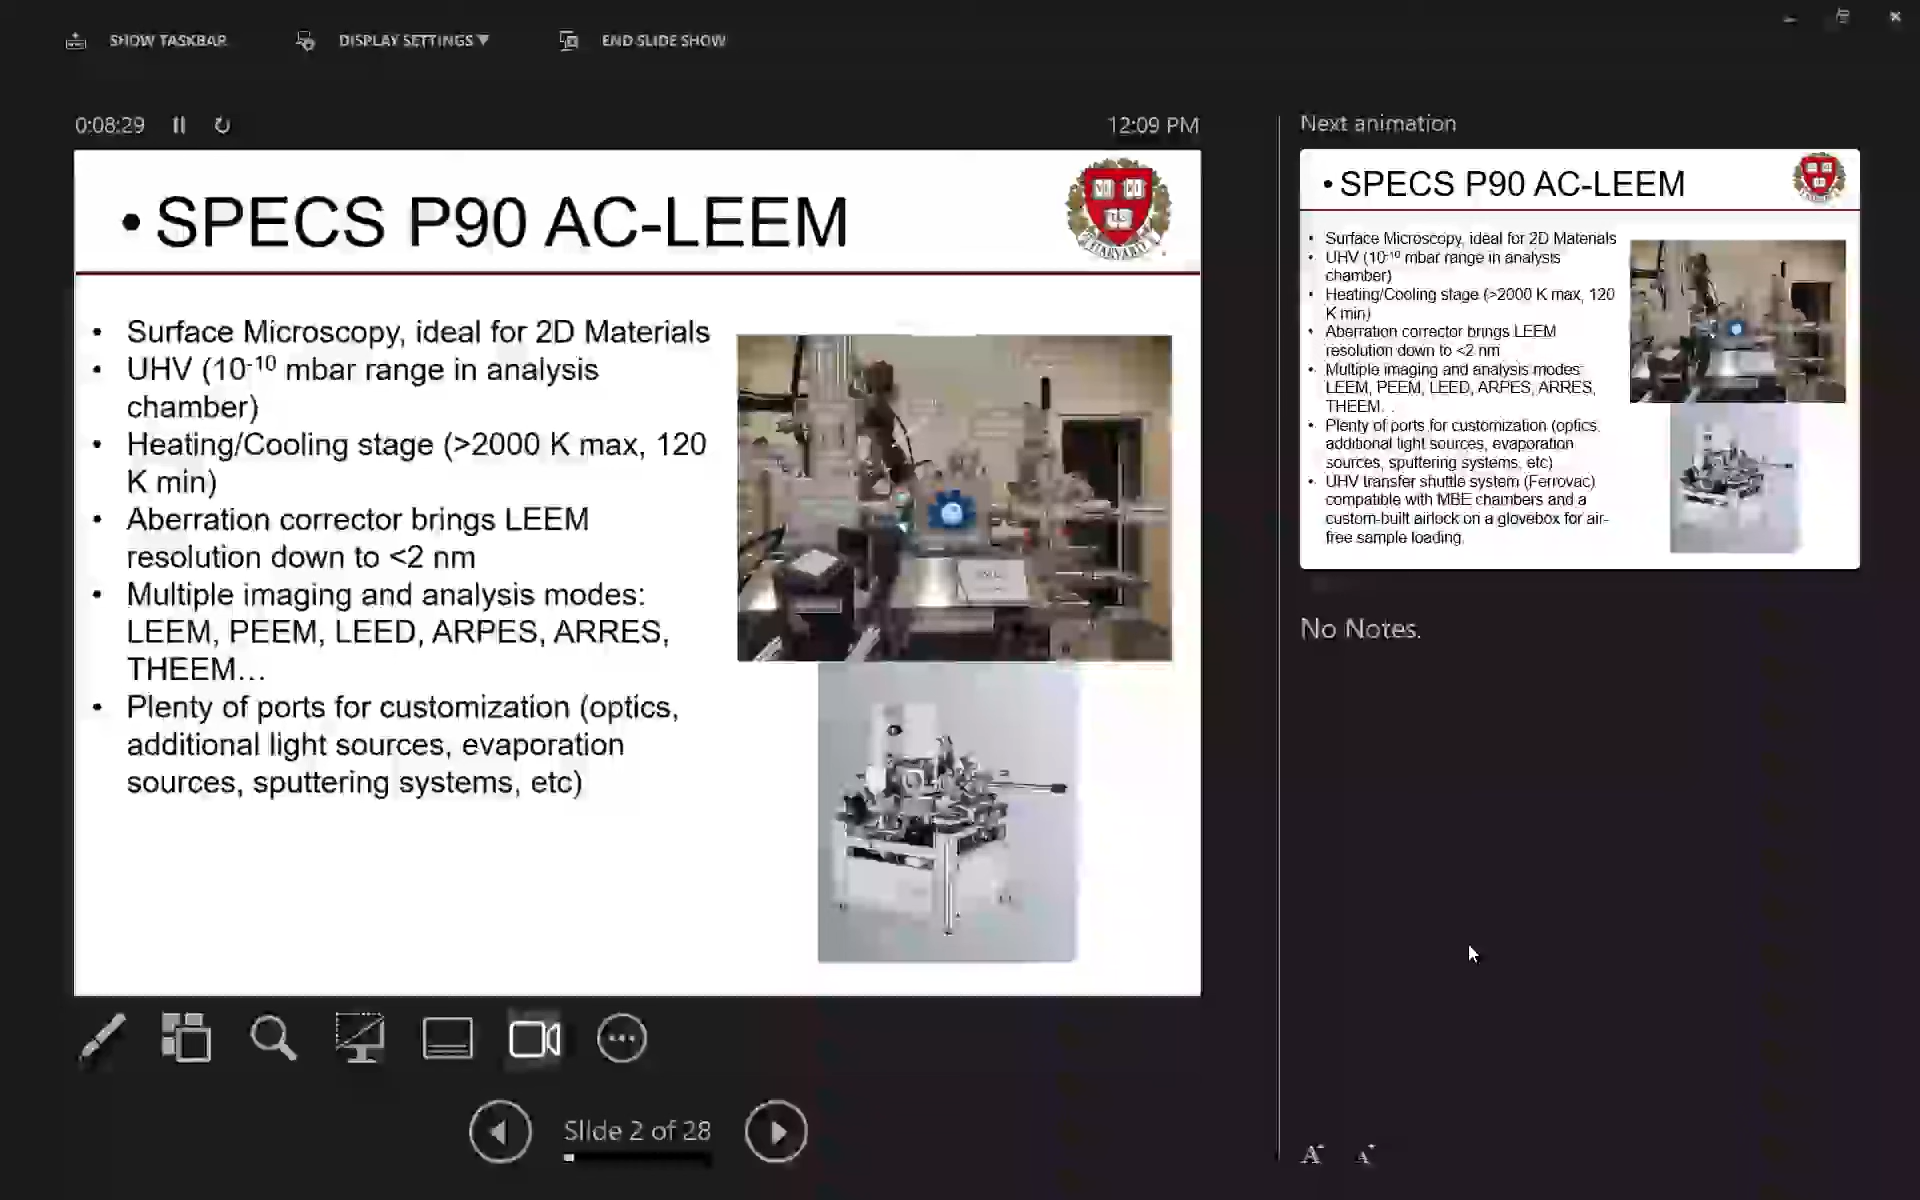 SHOW TASKBAR
DISPLAY SETTINGS ▼
END SLIDE SHOW
0:08:29
12:09 PM
• SPECS P90 AC-LEEM
HARVARD
• Surface Microscopy, ideal for 2D Materials
• UHV (10⁻¹⁰ mbar range in analysis
chamber)
• Heating/Cooling stage (>2000 K max, 120
K min)
• Aberration corrector brings LEEM
resolution down to <2 nm
• Multiple imaging and analysis modes:
LEEM, PEEM, LEED, ARPES, ARRES,
THEEM…
• Plenty of ports for customization (optics,
additional light sources, evaporation
sources, sputtering systems, etc)
Slide 2 of 28
Next animation
• SPECS P90 AC-LEEM
• Surface Microscopy, ideal for 2D Materials
• UHV (10⁻¹⁰ mbar range in analysis
chamber)
• Heating/Cooling stage (>2000 K max, 120
K min)
• Aberration corrector brings LEEM
resolution down to <2 nm
• Multiple imaging and analysis modes:
LEEM, PEEM, LEED, ARPES, ARRES,
THEEM…
• Plenty of ports for customization (optics,
additional light sources, evaporation
sources, sputtering systems, etc)
• UHV transfer shuttle system (Ferrovac)
compatible with MBE chambers and a
custom-built airlock on a glovebox for air-
free sample loading.
No Notes.
A A